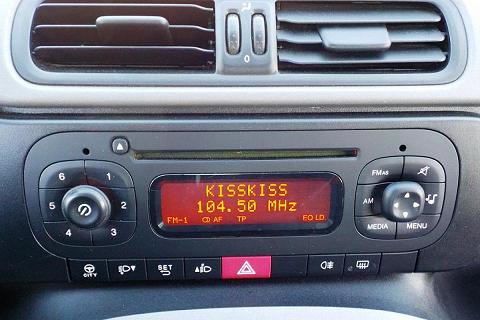 0
6 1
5 2
4 3
KISSKISS
104.50 MHz
FM-1 CD AF TP EQ LD.
FMAS
AM
MEDIA MENU
CITY
SET